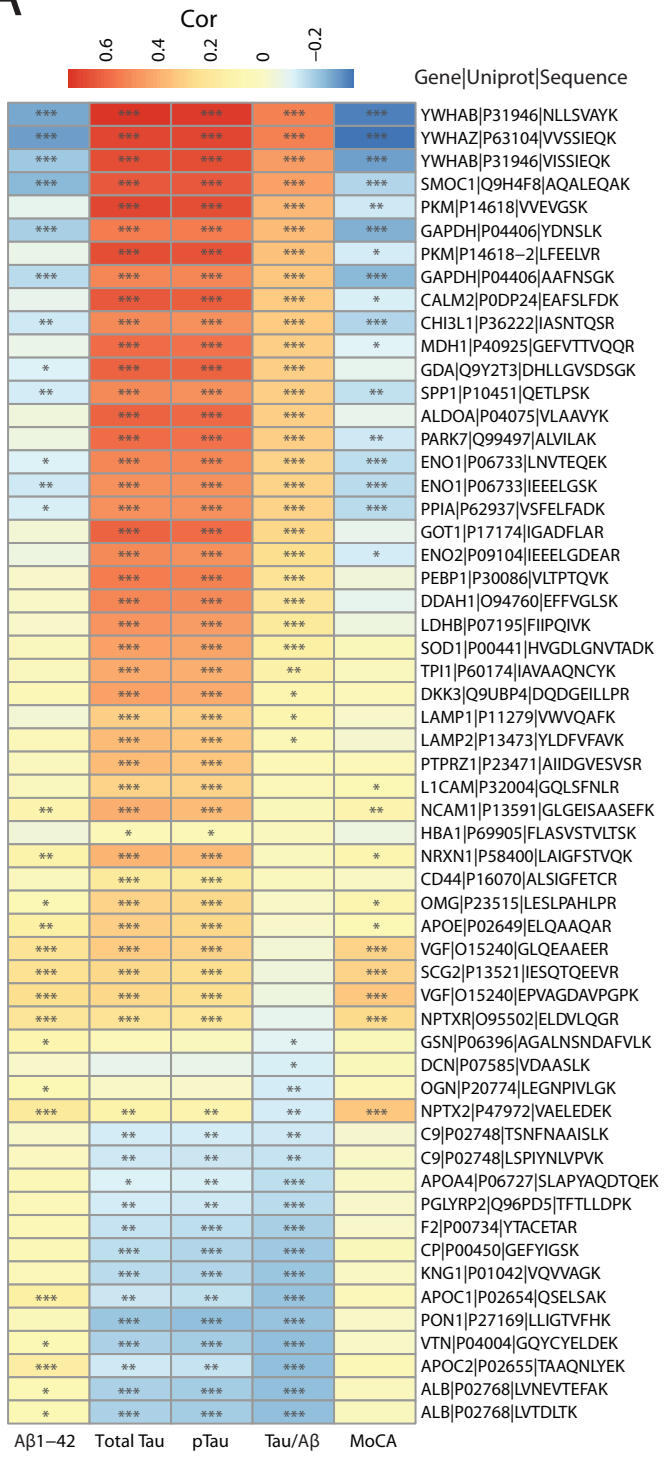 A
Cor
0.6 0.4 0.2 0 −0.2
Gene|Uniprot|Sequence
*** *** *** *** *** YWHAB|P31946|NLLSVAYK
*** *** *** *** *** YWHAZ|P63104|VVSSIEQK
*** *** *** *** *** YWHAB|P31946|VISSIEQK
*** *** *** *** *** SMOC1|Q9H4F8|AQALEQAK
*** *** *** ** PKM|P14618|VVEVGSK
*** *** *** *** *** GAPDH|P04406|YDNSLK
*** *** *** * PKM|P14618−2|LFEELVR
*** *** *** *** *** GAPDH|P04406|AAFNSGK
*** *** *** * CALM2|P0DP24|EAFSLFDK
** *** *** *** *** CHI3L1|P36222|IASNTQSR
*** *** *** * MDH1|P40925|GEFVTTVQQR
* *** *** *** GDA|Q9Y2T3|DHLLGVSDSGK
** *** *** *** ** SPP1|P10451|QETLPSK
*** *** *** ALDOA|P04075|VLAAVYK
*** *** *** ** PARK7|Q99497|ALVILAK
* *** *** *** *** ENO1|P06733|LNVTEQEK
** *** *** *** *** ENO1|P06733|IEEELGSK
* *** *** *** *** PPIA|P62937|VSFELFADK
*** *** *** GOT1|P17174|IGADFLAR
*** *** *** * ENO2|P09104|IEEELGDEAR
*** *** *** PEBP1|P30086|VLTPTQVK
*** *** *** DDAH1|O94760|EFFVGLSK
*** *** *** LDHB|P07195|FIIPQIVK
*** *** *** SOD1|P00441|HVGDLGNVTADK
*** *** ** TPI1|P60174|IAVAAQNCYK
*** *** * DKK3|Q9UBP4|DQDGEILLPR
*** *** * LAMP1|P11279|VWVQAFK
*** *** * LAMP2|P13473|YLDFVFAVK
*** *** PTPRZ1|P23471|AIIDGVESVSR
*** *** * L1CAM|P32004|GQLSFNLR
** *** *** ** NCAM1|P13591|GLGEISAASEFK
* * HBA1|P69905|FLASVSTVLTSK
** *** *** * NRXN1|P58400|LAIGFSTVQK
*** *** CD44|P16070|ALSIGFETCR
* *** *** * OMG|P23515|LESLPAHLPR
** *** *** * APOE|P02649|ELQAAQAR
*** *** *** *** VGF|O15240|GLQEAAEER
*** *** *** *** SCG2|P13521|IESQTQEEVR
*** *** *** *** VGF|O15240|EPVAGDAVPGPK
*** *** *** *** NPTXR|O95502|ELDVLQGR
* * GSN|P06396|AGALNSNDAFVLK
* DCN|P07585|VDAASLK
* ** OGN|P20774|LEGNPIVLGK
*** ** ** ** *** NPTX2|P47972|VAELEDEK
** ** ** C9|P02748|TSNFNAAISLK
** ** ** C9|P02748|LSPIYNLVPVK
* ** *** APOA4|P06727|SLAPYAQDTQEK
** ** *** PGLYRP2|Q96PD5|TFTLLDPK
** *** *** F2|P00734|YTACETAR
*** *** *** CP|P00450|GEFYIGSK
*** *** *** KNG1|P01042|VQVVAGK
*** ** ** *** APOC1|P02654|QSELSAK
*** *** *** PON1|P27169|LLIGTVFHK
* *** *** *** VTN|P04004|GQYCYELDEK
*** ** ** *** APOC2|P02655|TAAQNLYEK
* *** *** *** ALB|P02768|LVNEVTEFAK
* *** *** *** ALB|P02768|LVTDLTK
Aβ1−42 Total Tau pTau Tau/Aβ MoCA